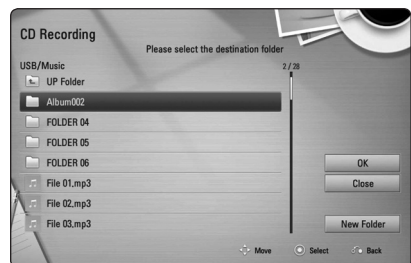 CD Recording
Please select the destination folder
USB/Music
2 / 28
UP Folder
Album002
FOLDER 04
FOLDER 05
FOLDER 06
File 01.mp3
File 02.mp3
File 03.mp3
OK
Close
New Folder
Move
Select
Back